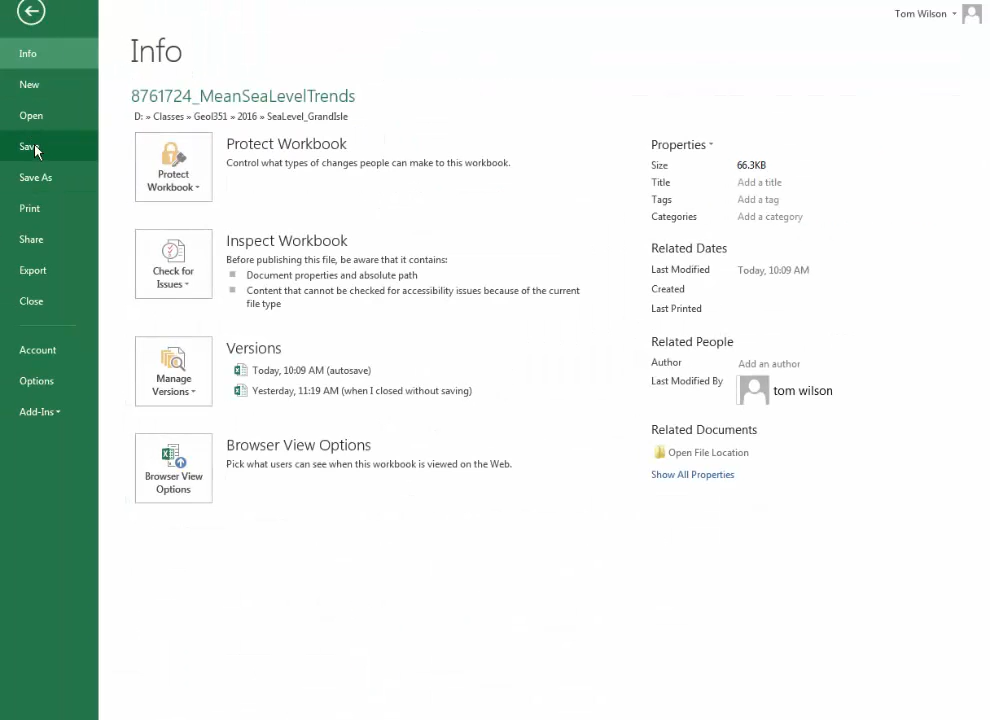 Tom Wilson
Info
Info
New
8761724_MeanSeaLevelTrends
Open
D: » Classes » Geol351 » 2016 » SeaLevel_GrandIsle
Save
Save As
Print
Share
Export
Close
Account
Options
Add-Ins
Protect
Workbook
Protect Workbook
Control what types of changes people can make to this workbook.
Check for
Issues
Inspect Workbook
Before publishing this file, be aware that it contains:
Document properties and absolute path
Content that cannot be checked for accessibility issues because of the current
file type
Manage
Versions
Versions
Today, 10:09 AM (autosave)
Yesterday, 11:19 AM (when I closed without saving)
Browser View
Options
Browser View Options
Pick what users can see when this workbook is viewed on the Web.
Properties
Size 66.3KB
Title Add a title
Tags Add a tag
Categories Add a category
Related Dates
Last Modified Today, 10:09 AM
Created
Last Printed
Related People
Author Add an author
Last Modified By tom wilson
Related Documents
Open File Location
Show All Properties